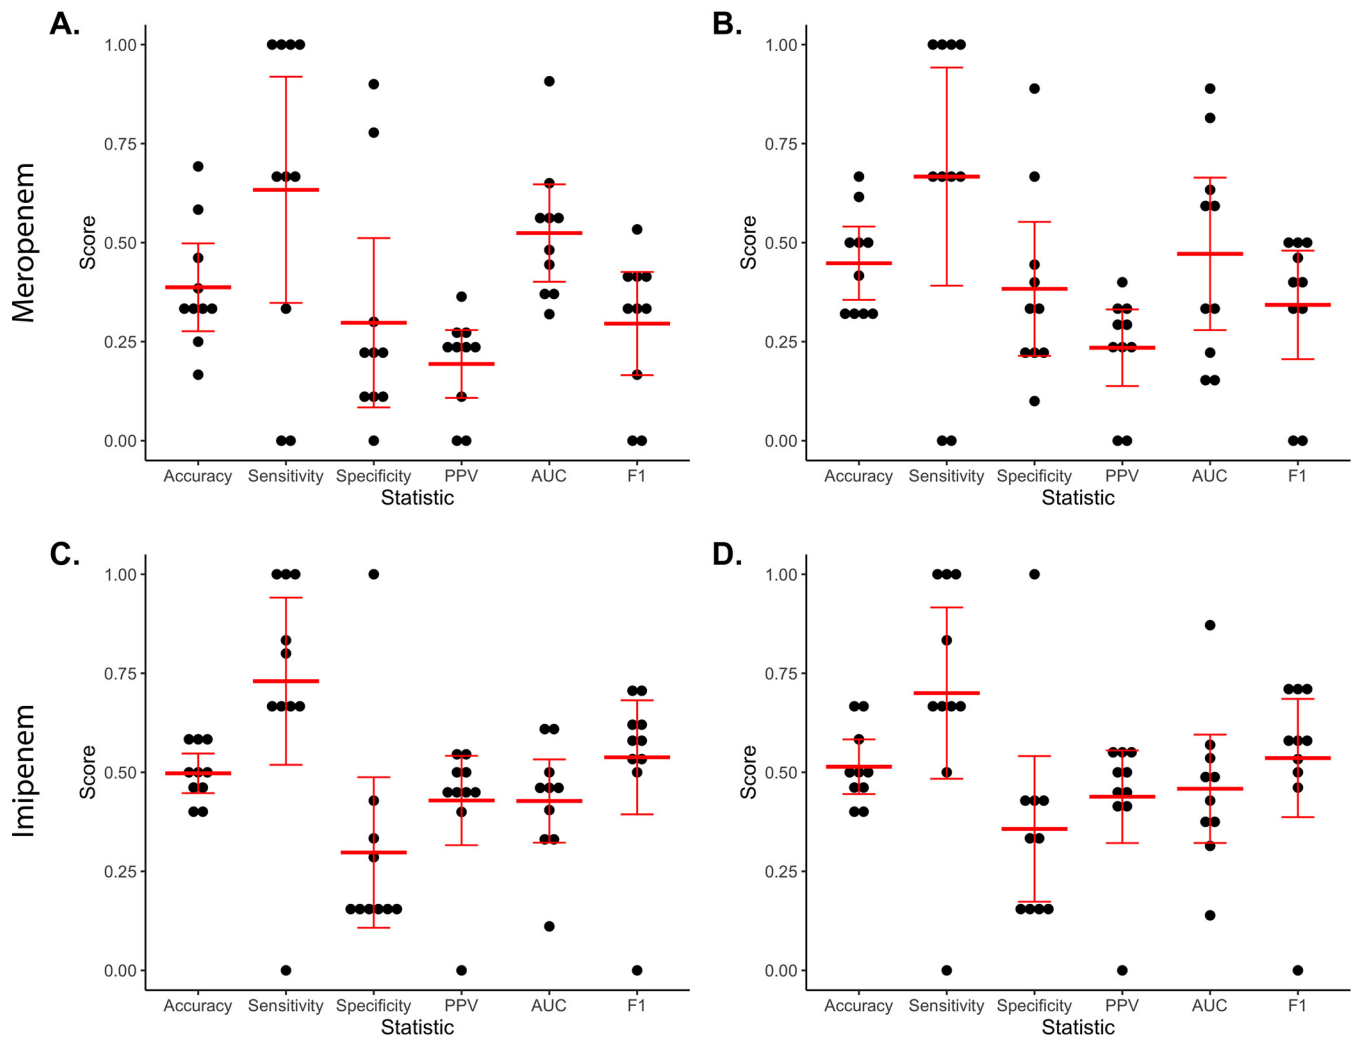 A.
Meropenem
Score
1.00
0.75
0.50
0.25
0.00
Accuracy Sensitivity Specificity PPV AUC F1
Statistic
B.
Score
1.00
0.75
0.50
0.25
0.00
Accuracy Sensitivity Specificity PPV AUC F1
Statistic
C.
Imipenem
Score
1.00
0.75
0.50
0.25
0.00
Accuracy Sensitivity Specificity PPV AUC F1
Statistic
D.
Score
1.00
0.75
0.50
0.25
0.00
Accuracy Sensitivity Specificity PPV AUC F1
Statistic